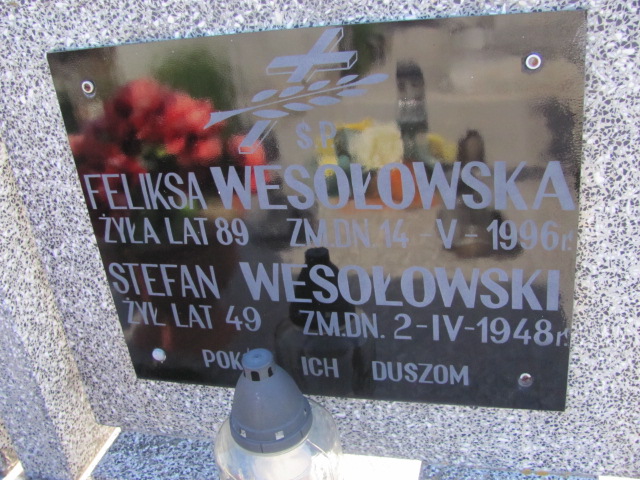 Ś.P.
FELIKSA WESOŁOWSKA
ŻYŁA LAT 89 ZM.DN. 14-V-1996r.
STEFAN WESOŁOWSKI
ŻYŁ LAT 49 ZM.DN. 2-IV-1948r.
ICH DUSZOM